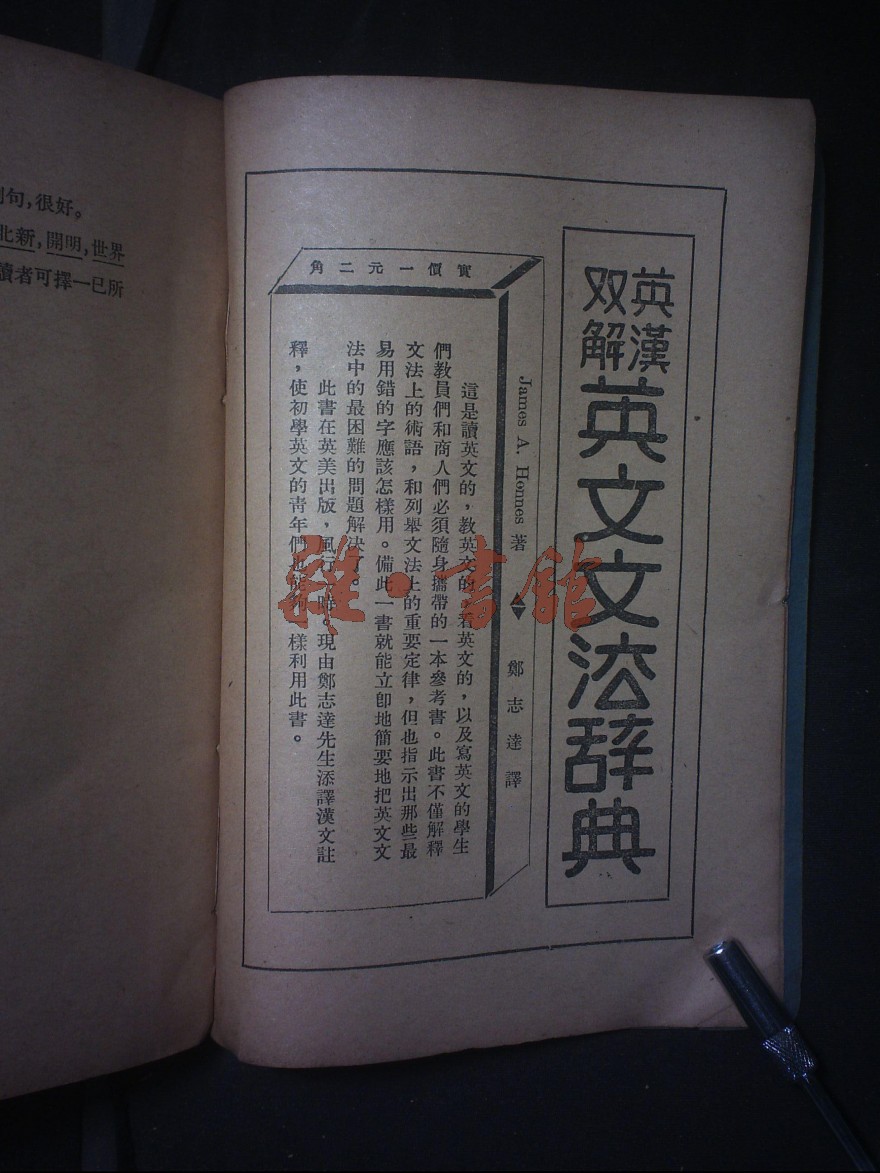 句，很好。
北新，開明，世界
讀者可擇一已所
英漢
双解
英文文法辞典
James A. Honnes 著
鄭志達譯
實價一元二角
這是讀英文的，教英文的，看英文的，以及寫英文的學生
們教員們和商人們必須隨身攜帶的一本參考書。此書不僅解釋
文法上的術語，和列舉文法上的重要定律，但也指示出那些最
易用錯的字應該怎樣用。備此一書就能立即地簡要地把英文文
法中的最困難的問題解決了。
此書在英美出版，風行一時，現由鄭志達先生添譯漢文註
釋，使初學英文的青年們也能 樣利用此書。
雜·書館